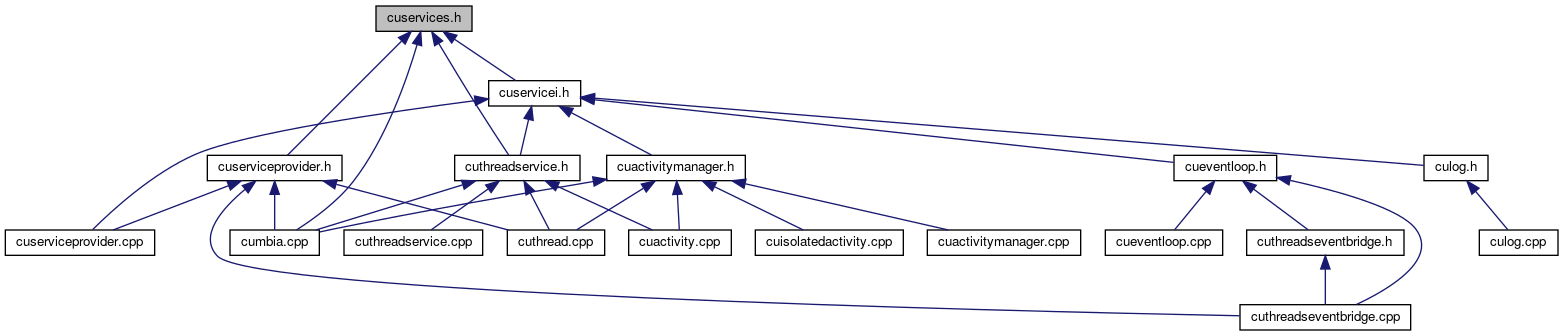 cuservices.h
cuservicei.h
cuserviceprovider.h
cuthreadservice.h
cuactivitymanager.h
cueventloop.h
culog.h
cuserviceprovider.cpp
cumbia.cpp
cuthreadservice.cpp
cuthread.cpp
cuactivity.cpp
cuisolatedactivity.cpp
cuactivitymanager.cpp
cueventloop.cpp
cuthreadseventbridge.h
culog.cpp
cuthreadseventbridge.cpp